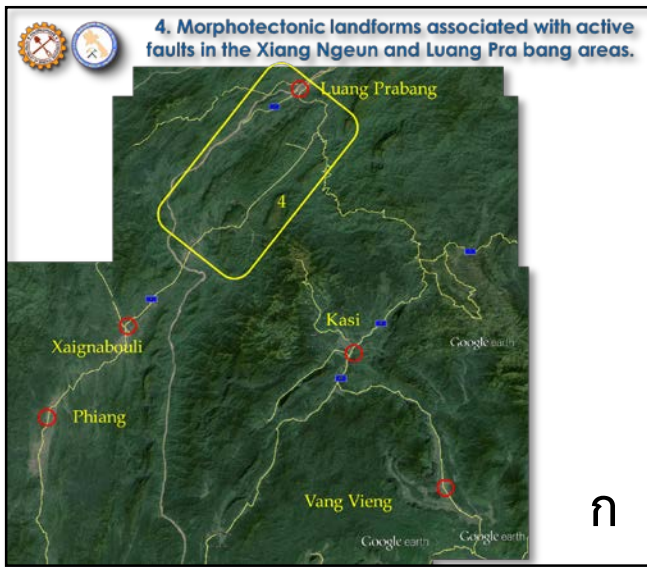 4. Morphotectonic landforms associated with active
faults in the Xiang Ngeun and Luang Pra bang areas.
Luang Prabang
4
Kasi
Xaignabouli
Google earth
Phiang
Vang Vieng
ก
Google earth
Google earth